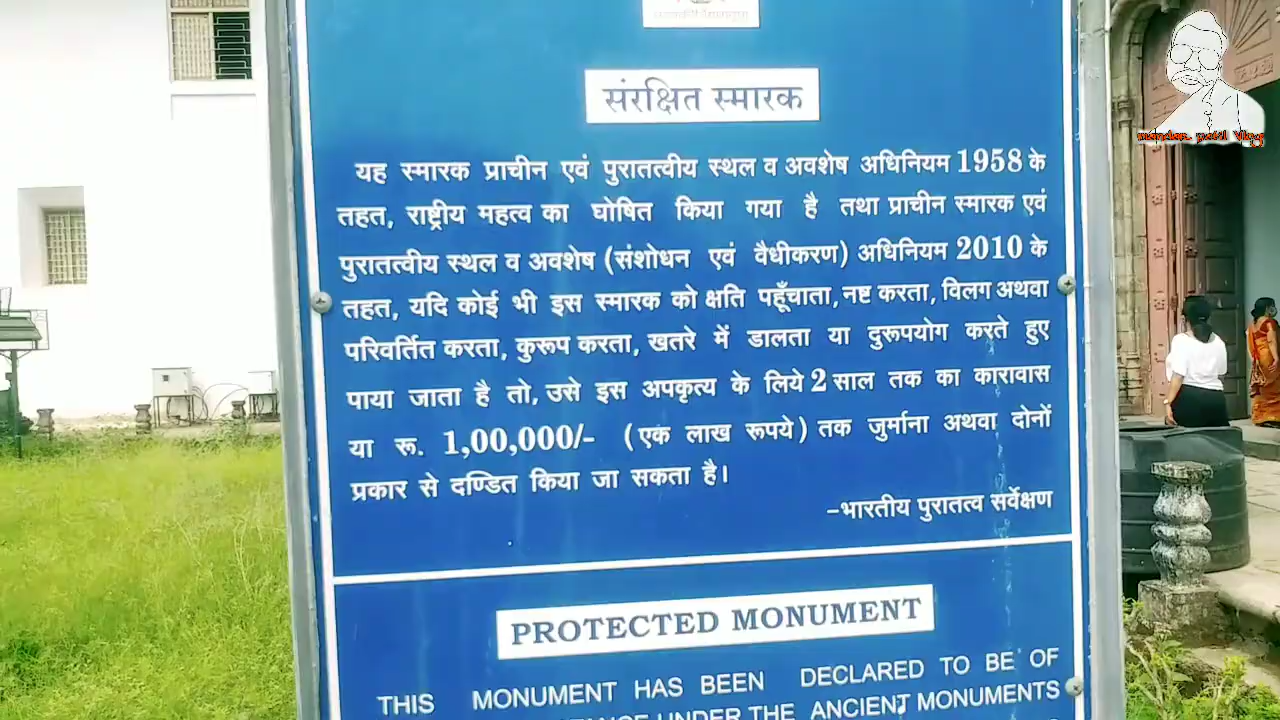 संरक्षित स्मारक
यह स्मारक प्राचीन एवं पुरातत्वीय स्थल व अवशेष अधिनियम 1958 के
तहत, राष्ट्रीय महत्व का घोषित किया गया है तथा प्राचीन स्मारक एवं
पुरातत्वीय स्थल व अवशेष (संशोधन एवं वैधीकरण) अधिनियम 2010 के
तहत, यदि कोई भी इस स्मारक को क्षति पहुँचाता, नष्ट करता, विलग अथवा
परिवर्तित करता, कुरूप करता, खतरे में डालता या दुरूपयोग करते हुए
पाया जाता है तो, उसे इस अपकृत्य के लिये 2 साल तक का कारावास
या रू. 1,00,000/- (एक लाख रूपये) तक जुर्माना अथवा दोनों
प्रकार से दण्डित किया जा सकता है।
-भारतीय पुरातत्व सर्वेक्षण
PROTECTED MONUMENT
THIS MONUMENT HAS BEEN DECLARED TO BE OF
UNDER THE ANCIENT MONUMENTS